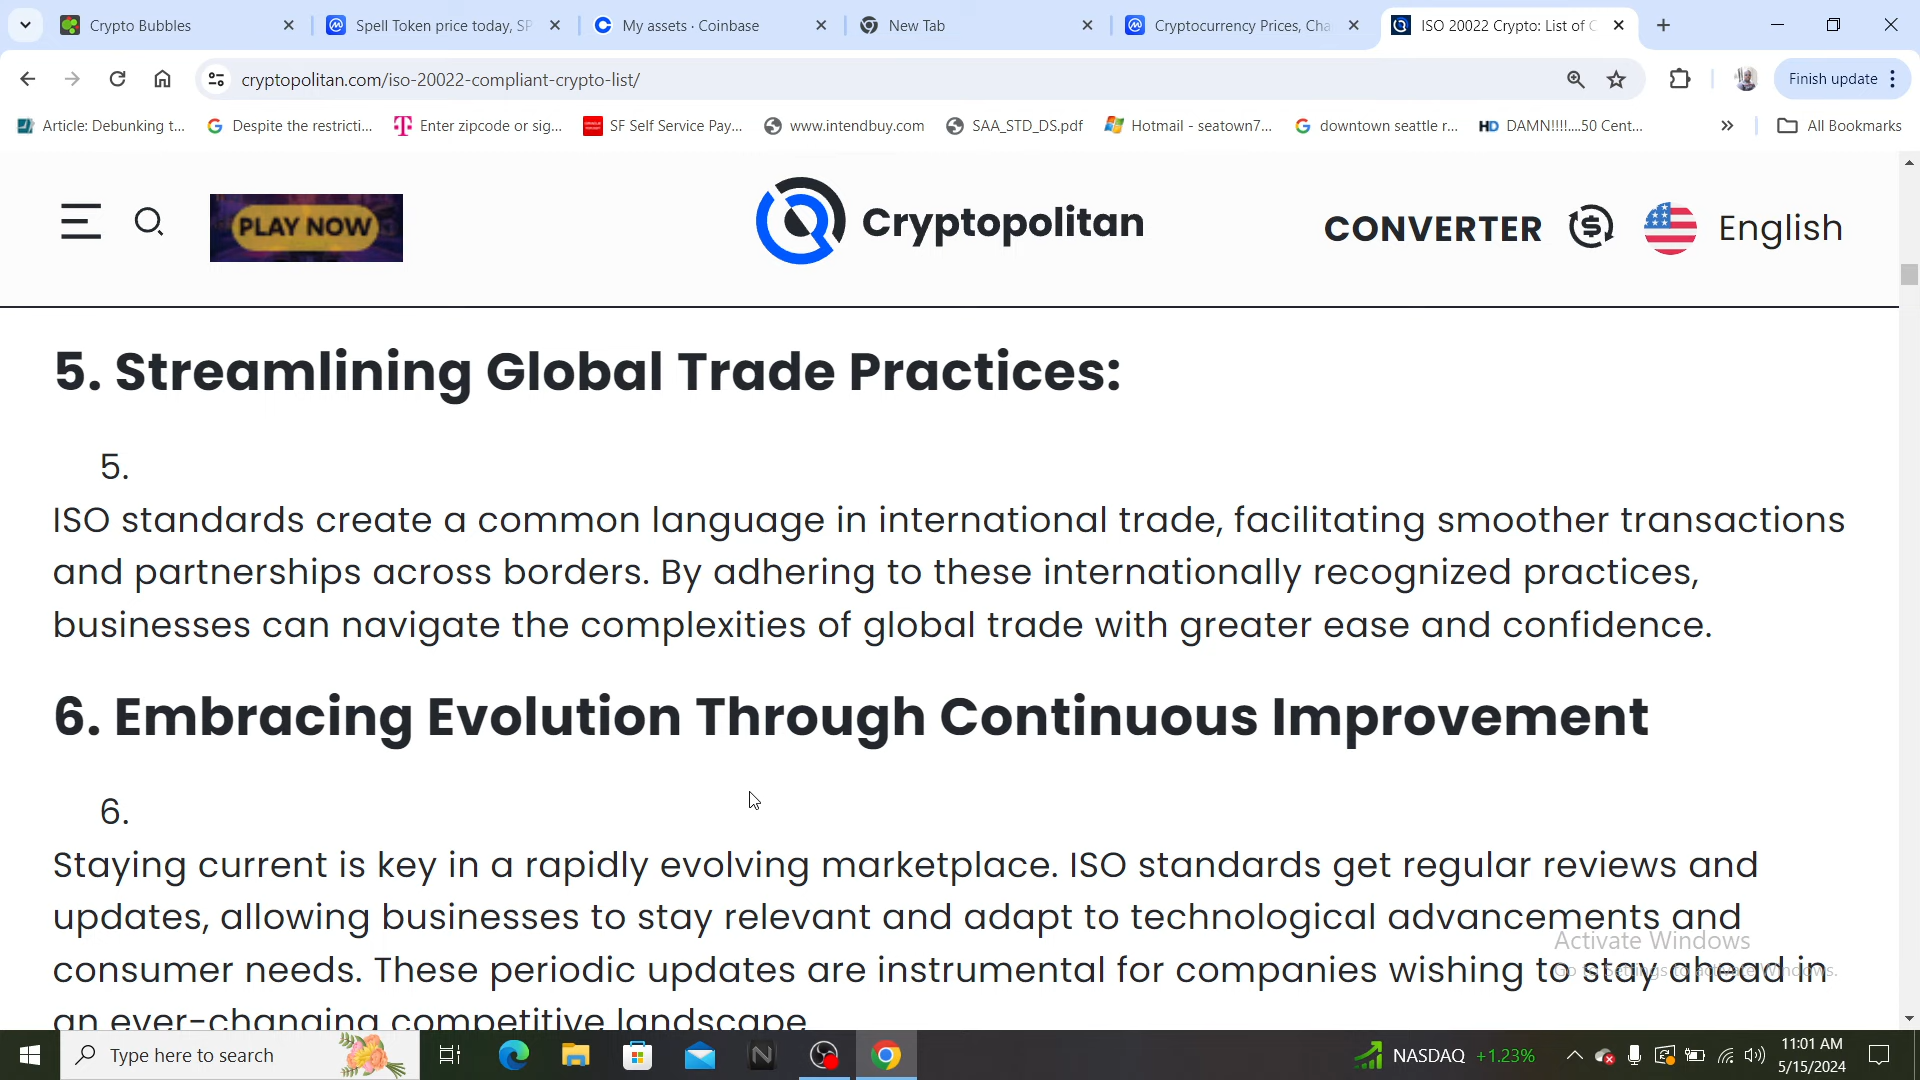 Crypto Bubbles
Spell Token price today, SP
My assets · Coinbase
New Tab
Cryptocurrency Prices, Cha
ISO 20022 Crypto: List of C
cryptopolitan.com/iso-20022-compliant-crypto-list/
Finish update
Article: Debunking t...
Despite the restricti...
Enter zipcode or sig...
SF Self Service Pay...
www.intendbuy.com
SAA_STD_DS.pdf
Hotmail - seatown7...
downtown seattle r...
HD DAMN!!!!....50 Cent...
All Bookmarks
PLAY NOW
Cryptopolitan
CONVERTER
English
5. Streamlining Global Trade Practices:
5.
ISO standards create a common language in international trade, facilitating smoother transactions
and partnerships across borders. By adhering to these internationally recognized practices,
businesses can navigate the complexities of global trade with greater ease and confidence.
6. Embracing Evolution Through Continuous Improvement
6.
Staying current is key in a rapidly evolving marketplace. ISO standards get regular reviews and
updates, allowing businesses to stay relevant and adapt to technological advancements and
consumer needs. These periodic updates are instrumental for companies wishing to stay ahead in
an ever-changing competitive landscape
Activate Windows
Go to Settings to activate Windows.
Type here to search
NASDAQ +1.23%
11:01 AM
5/15/2024